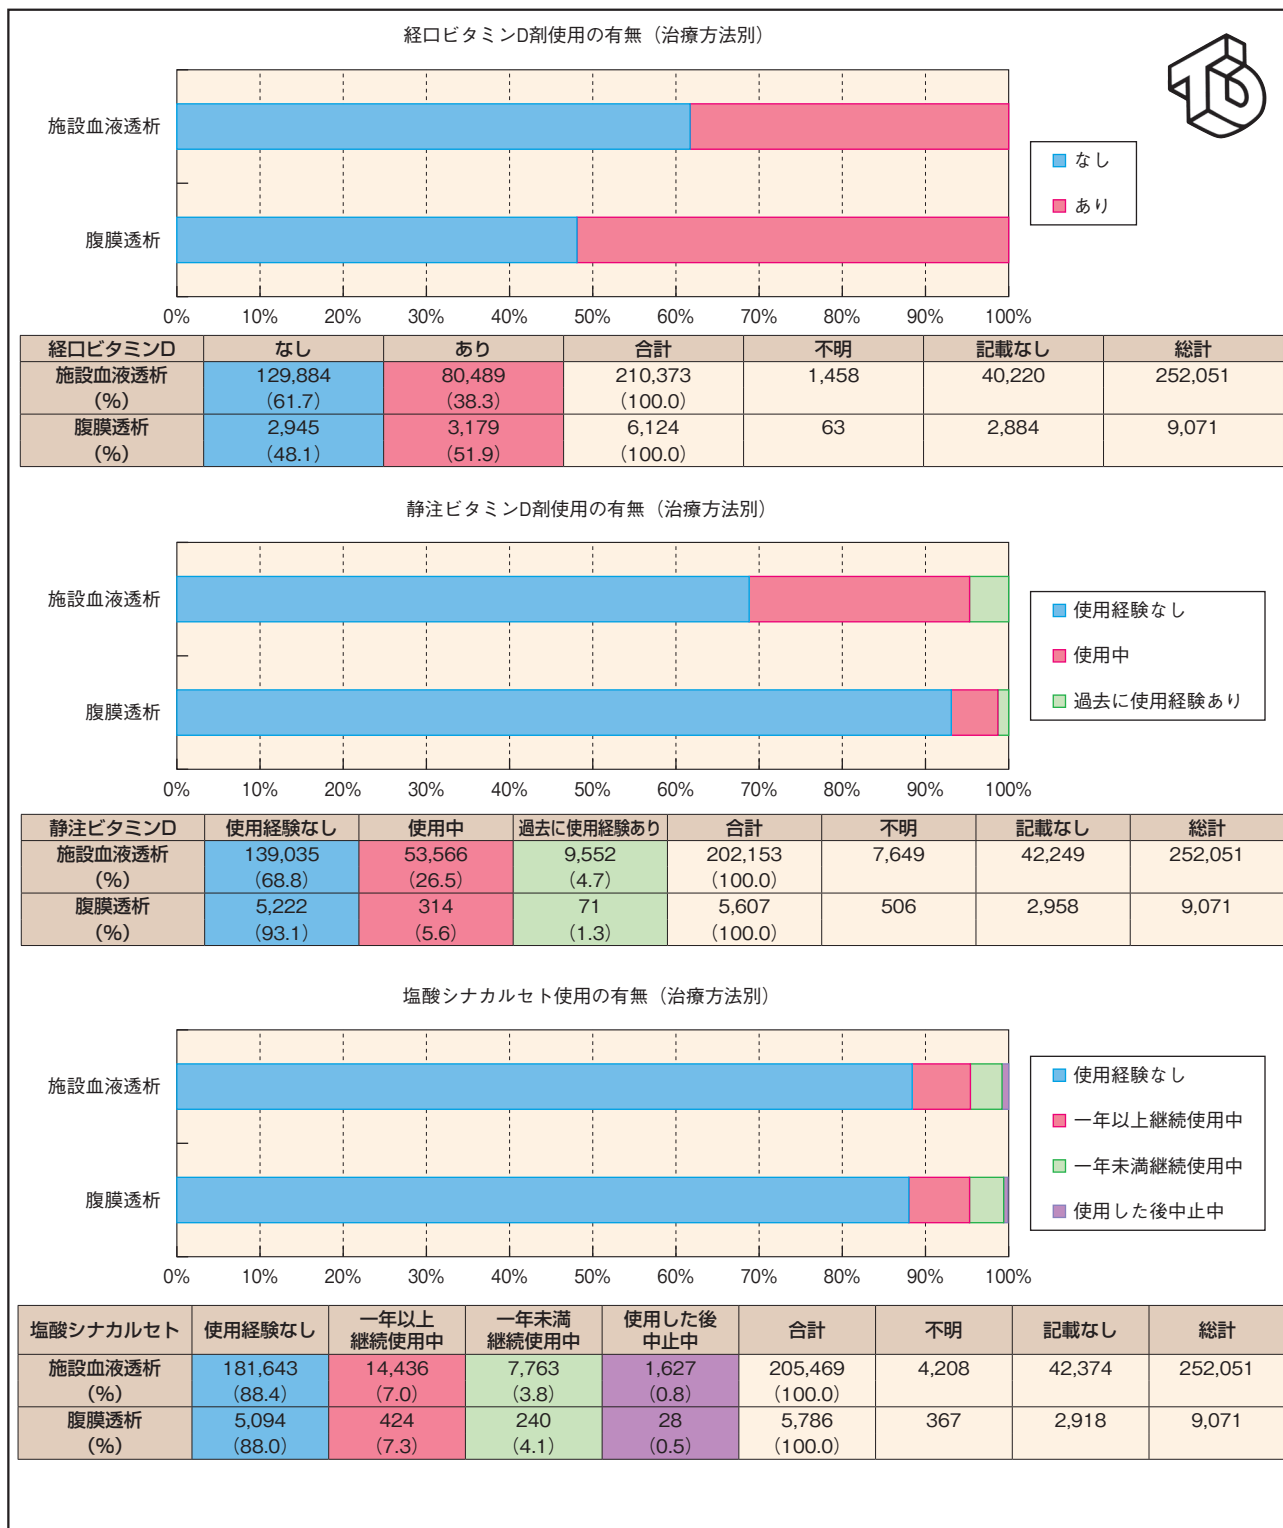 経口ビタミンD剤使用の有無（治療方法別）
施設血液透析
腹膜透析
なし
あり
0% 10% 20% 30% 40% 50% 60% 70% 80% 90% 100%
経口ビタミンD なし あり 合計 不明 記載なし 総計
施設血液透析 129,884 80,489 210,373 1,458 40,220 252,051
（%） （61.7） （38.3） （100.0）
腹膜透析 2,945 3,179 6,124 63 2,884 9,071
（%） （48.1） （51.9） （100.0）
静注ビタミンD剤使用の有無（治療方法別）
施設血液透析
腹膜透析
使用経験なし
使用中
過去に使用経験あり
0% 10% 20% 30% 40% 50% 60% 70% 80% 90% 100%
静注ビタミンD 使用経験なし 使用中 過去に使用経験あり 合計 不明 記載なし 総計
施設血液透析 139,035 53,566 9,552 202,153 7,649 42,249 252,051
（%） （68.8） （26.5） （4.7） （100.0）
腹膜透析 5,222 314 71 5,607 506 2,958 9,071
（%） （93.1） （5.6） （1.3） （100.0）
塩酸シナカルセト使用の有無（治療方法別）
施設血液透析
腹膜透析
使用経験なし
一年以上継続使用中
一年未満継続使用中
使用した後中止中
0% 10% 20% 30% 40% 50% 60% 70% 80% 90% 100%
塩酸シナカルセト 使用経験なし 一年以上 一年未満 使用した後 合計 不明 記載なし 総計
継続使用中 継続使用中 中止中
施設血液透析 181,643 14,436 7,763 1,627 205,469 4,208 42,374 252,051
（%） （88.4） （7.0） （3.8） （0.8） （100.0）
腹膜透析 5,094 424 240 28 5,786 367 2,918 9,071
（%） （88.0） （7.3） （4.1） （0.5） （100.0）